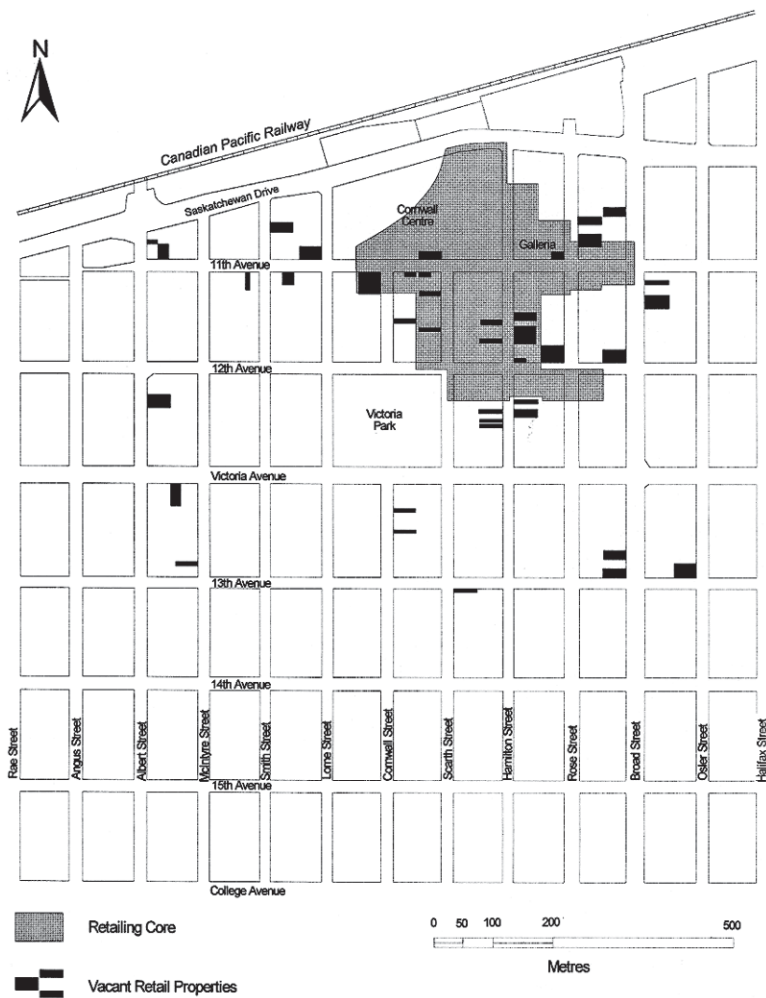 N
Canadian Pacific Railway
Saskatchewan Drive
Cornwall
Centre
Galleria
11th Avenue
12th Avenue
Victoria
Park
Victoria Avenue
13th Avenue
14th Avenue
Rae Street
Angus Street
Albert Street
McIntyre Street
Smith Street
Lorne Street
Cornwall Street
Scarth Street
Hamilton Street
Rose Street
Broad Street
Osler Street
Halifax Street
15th Avenue
College Avenue
Retailing Core
0 50 100 200 500
Metres
Vacant Retail Properties